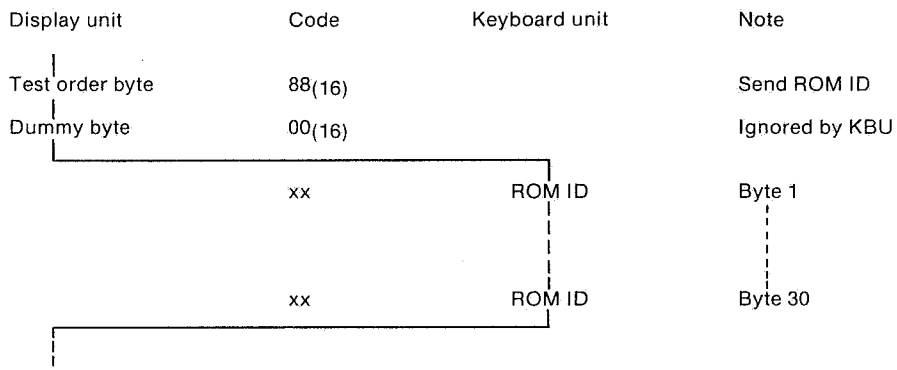 Display unit Code Keyboard unit Note
Test order byte 88(16) Send ROM ID
Dummy byte 00(16) Ignored by KBU
xx ROM ID Byte 1
xx ROM ID Byte 30